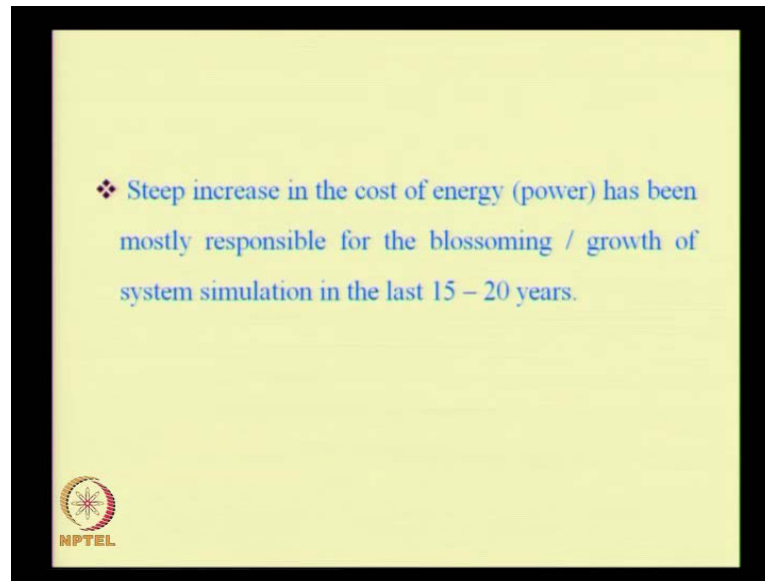 ❖ Steep increase in the cost of energy (power) has been
mostly responsible for the blossoming / growth of
system simulation in the last 15 – 20 years.
NPTEL